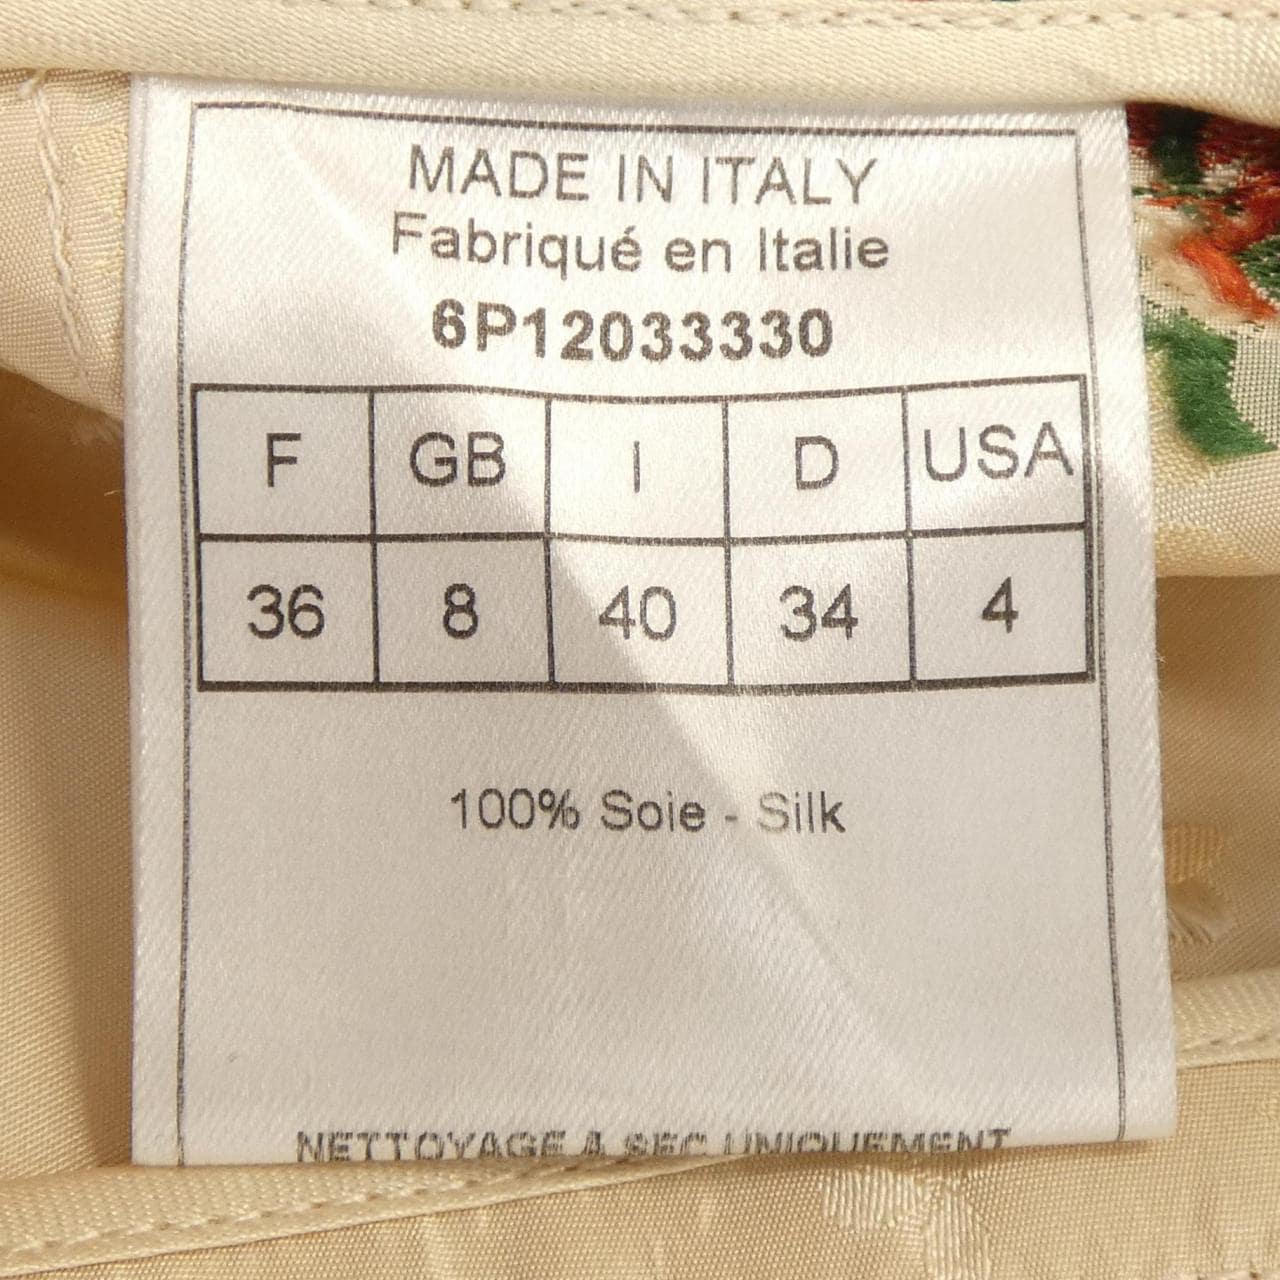 MADE IN ITALY
Fabriqué en Italie
6P12033330
F GB I D USA
36 8 40 34 4
100% Soie - Silk
NETTOYAGE A SEC UNIQUEMENT